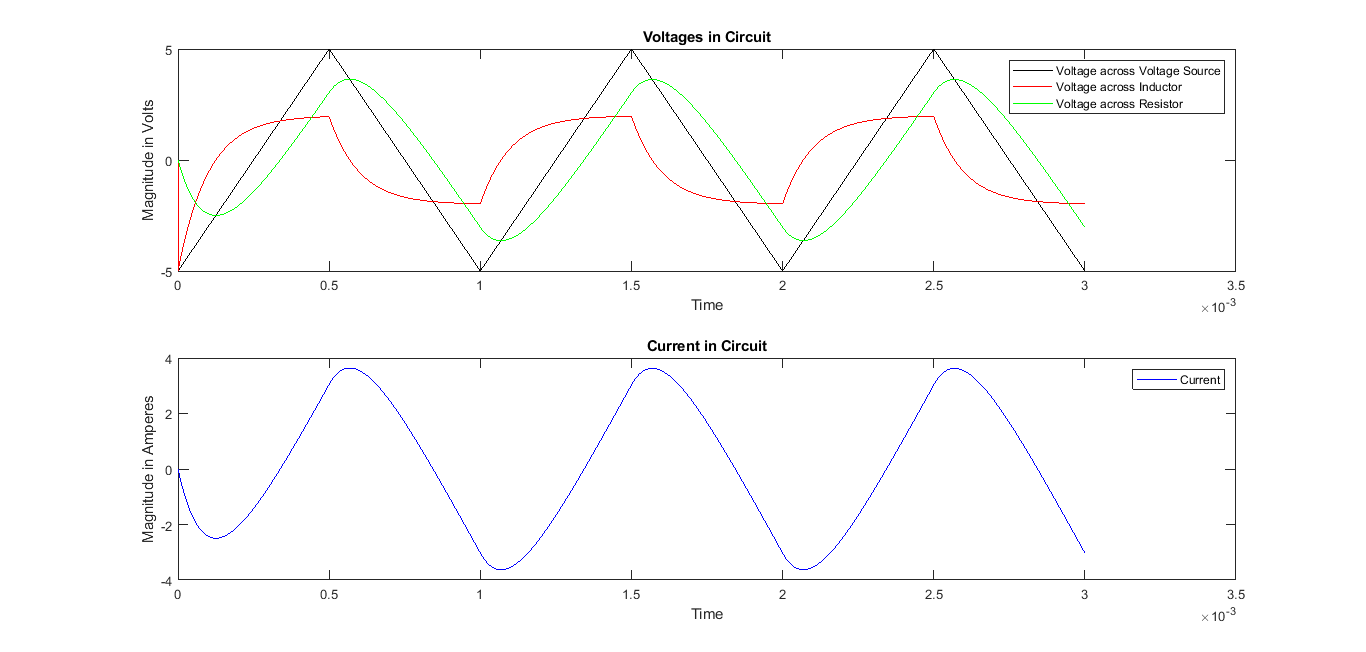 Voltages in Circuit
Magnitude in Volts
5
0
-5
Voltage across Voltage Source
Voltage across Inductor
Voltage across Resistor
0 0.5 1 1.5 2 2.5 3 3.5
Time
×10-3
Current in Circuit
Magnitude in Amperes
4
2
0
-2
-4
Current
0 0.5 1 1.5 2 2.5 3 3.5
Time
×10-3